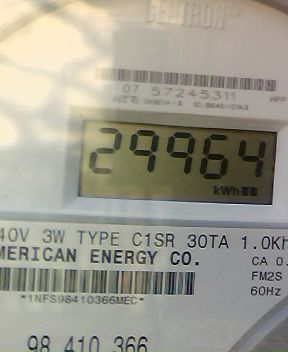 CENTRON®
07 57245311
29964
kWh
40V 3W TYPE C1SR 30TA 1.0Kh
MERICAN ENERGY CO.
CA 0.
FM2S
60Hz
*1NFS98410366MEC*
98 410 366